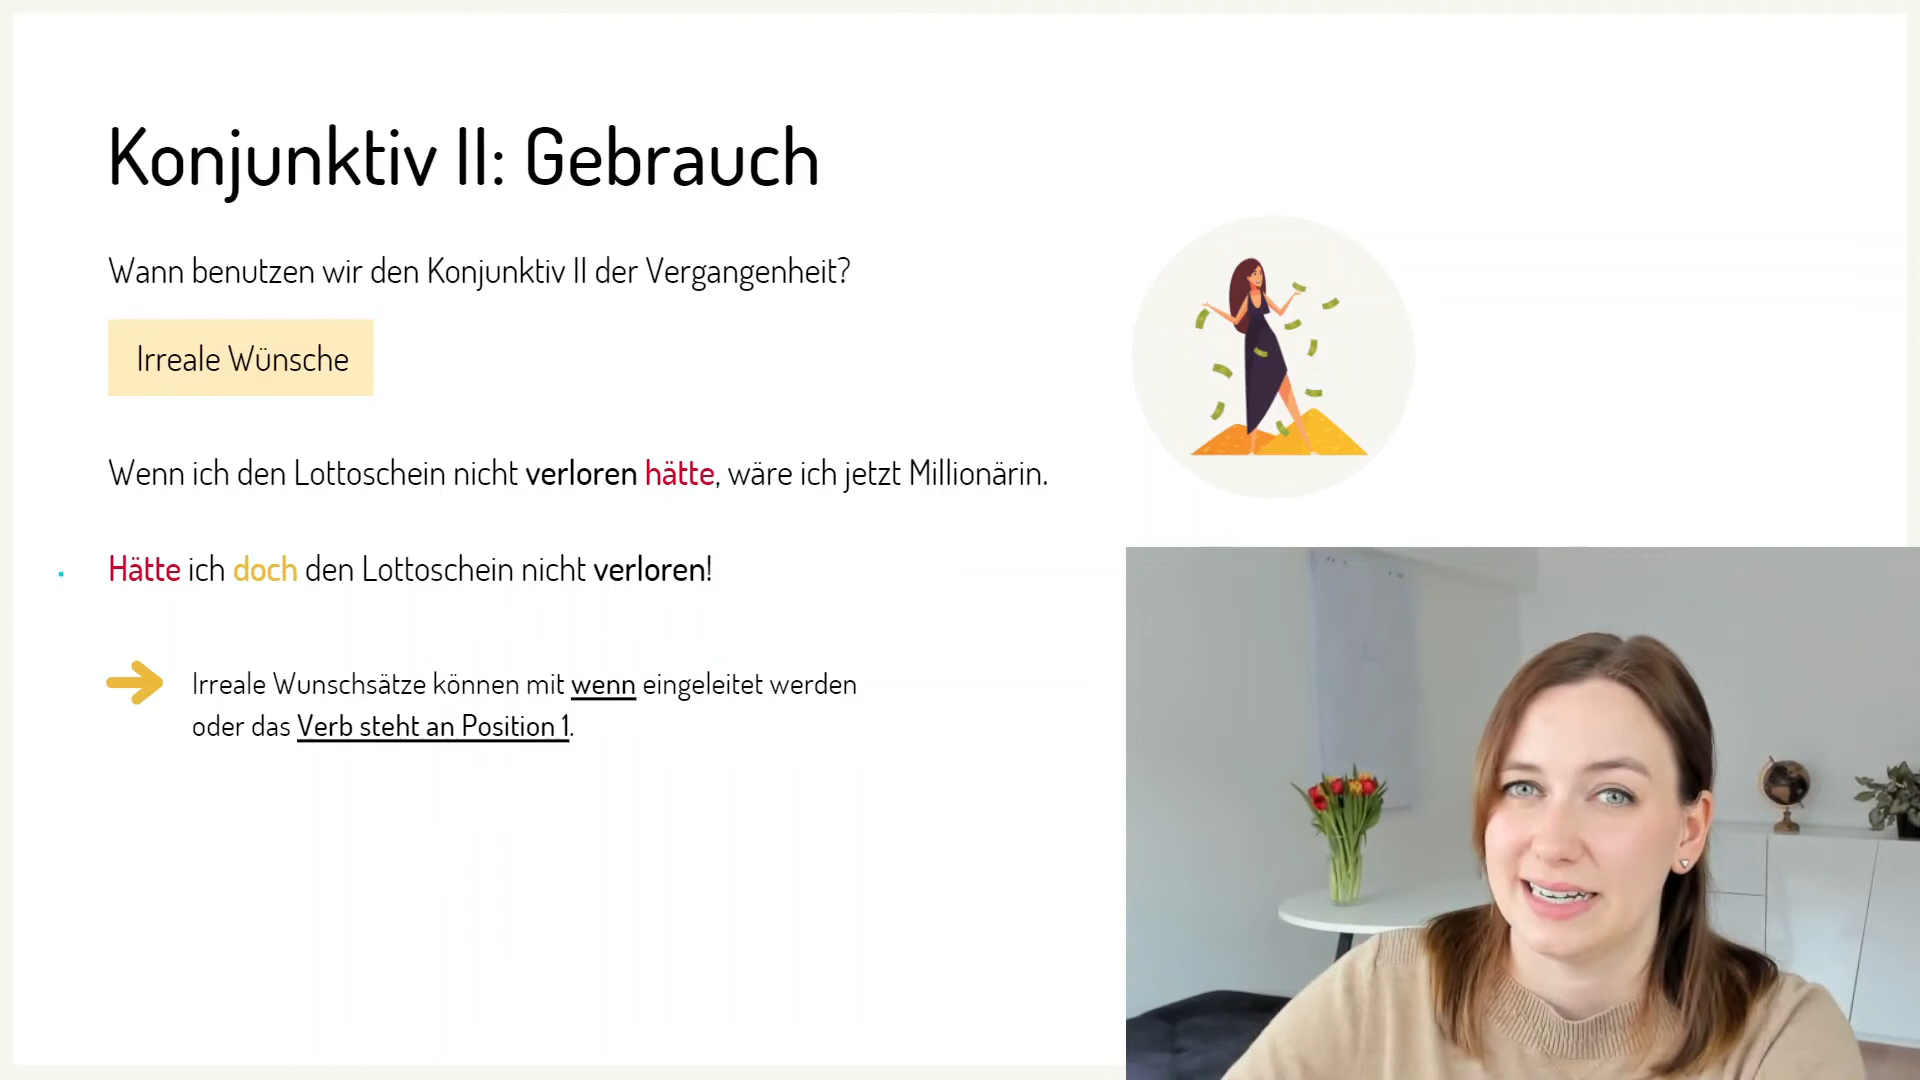 Konjunktiv II: Gebrauch
Wann benutzen wir den Konjunktiv II der Vergangenheit?
Irreale Wünsche
Wenn ich den Lottoschein nicht verloren hätte, wäre ich jetzt Millionärin.
Hätte ich doch den Lottoschein nicht verloren!
Irreale Wunschsätze können mit wenn eingeleitet werden
oder das Verb steht an Position 1.